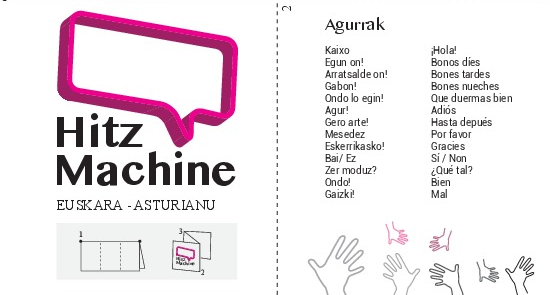 Hitz
Machine
EUSKARA - ASTURIANU
1
3
Hitz
Machine
2
2
Agurrak
Kaixo
Egun on!
Arratsalde on!
Gabon!
Ondo lo egin!
Agur!
Gero arte!
Mesedez
Eskerrikasko!
Bai/ Ez
Zer moduz?
Ondo!
Gaizki!
¡Hola!
Bonos díes
Bones tardes
Bones nueches
Que duermas bien
Adiós
Hasta depués
Por favor
Gracies
Sí / Non
¿Qué tal?
Bien
Mal